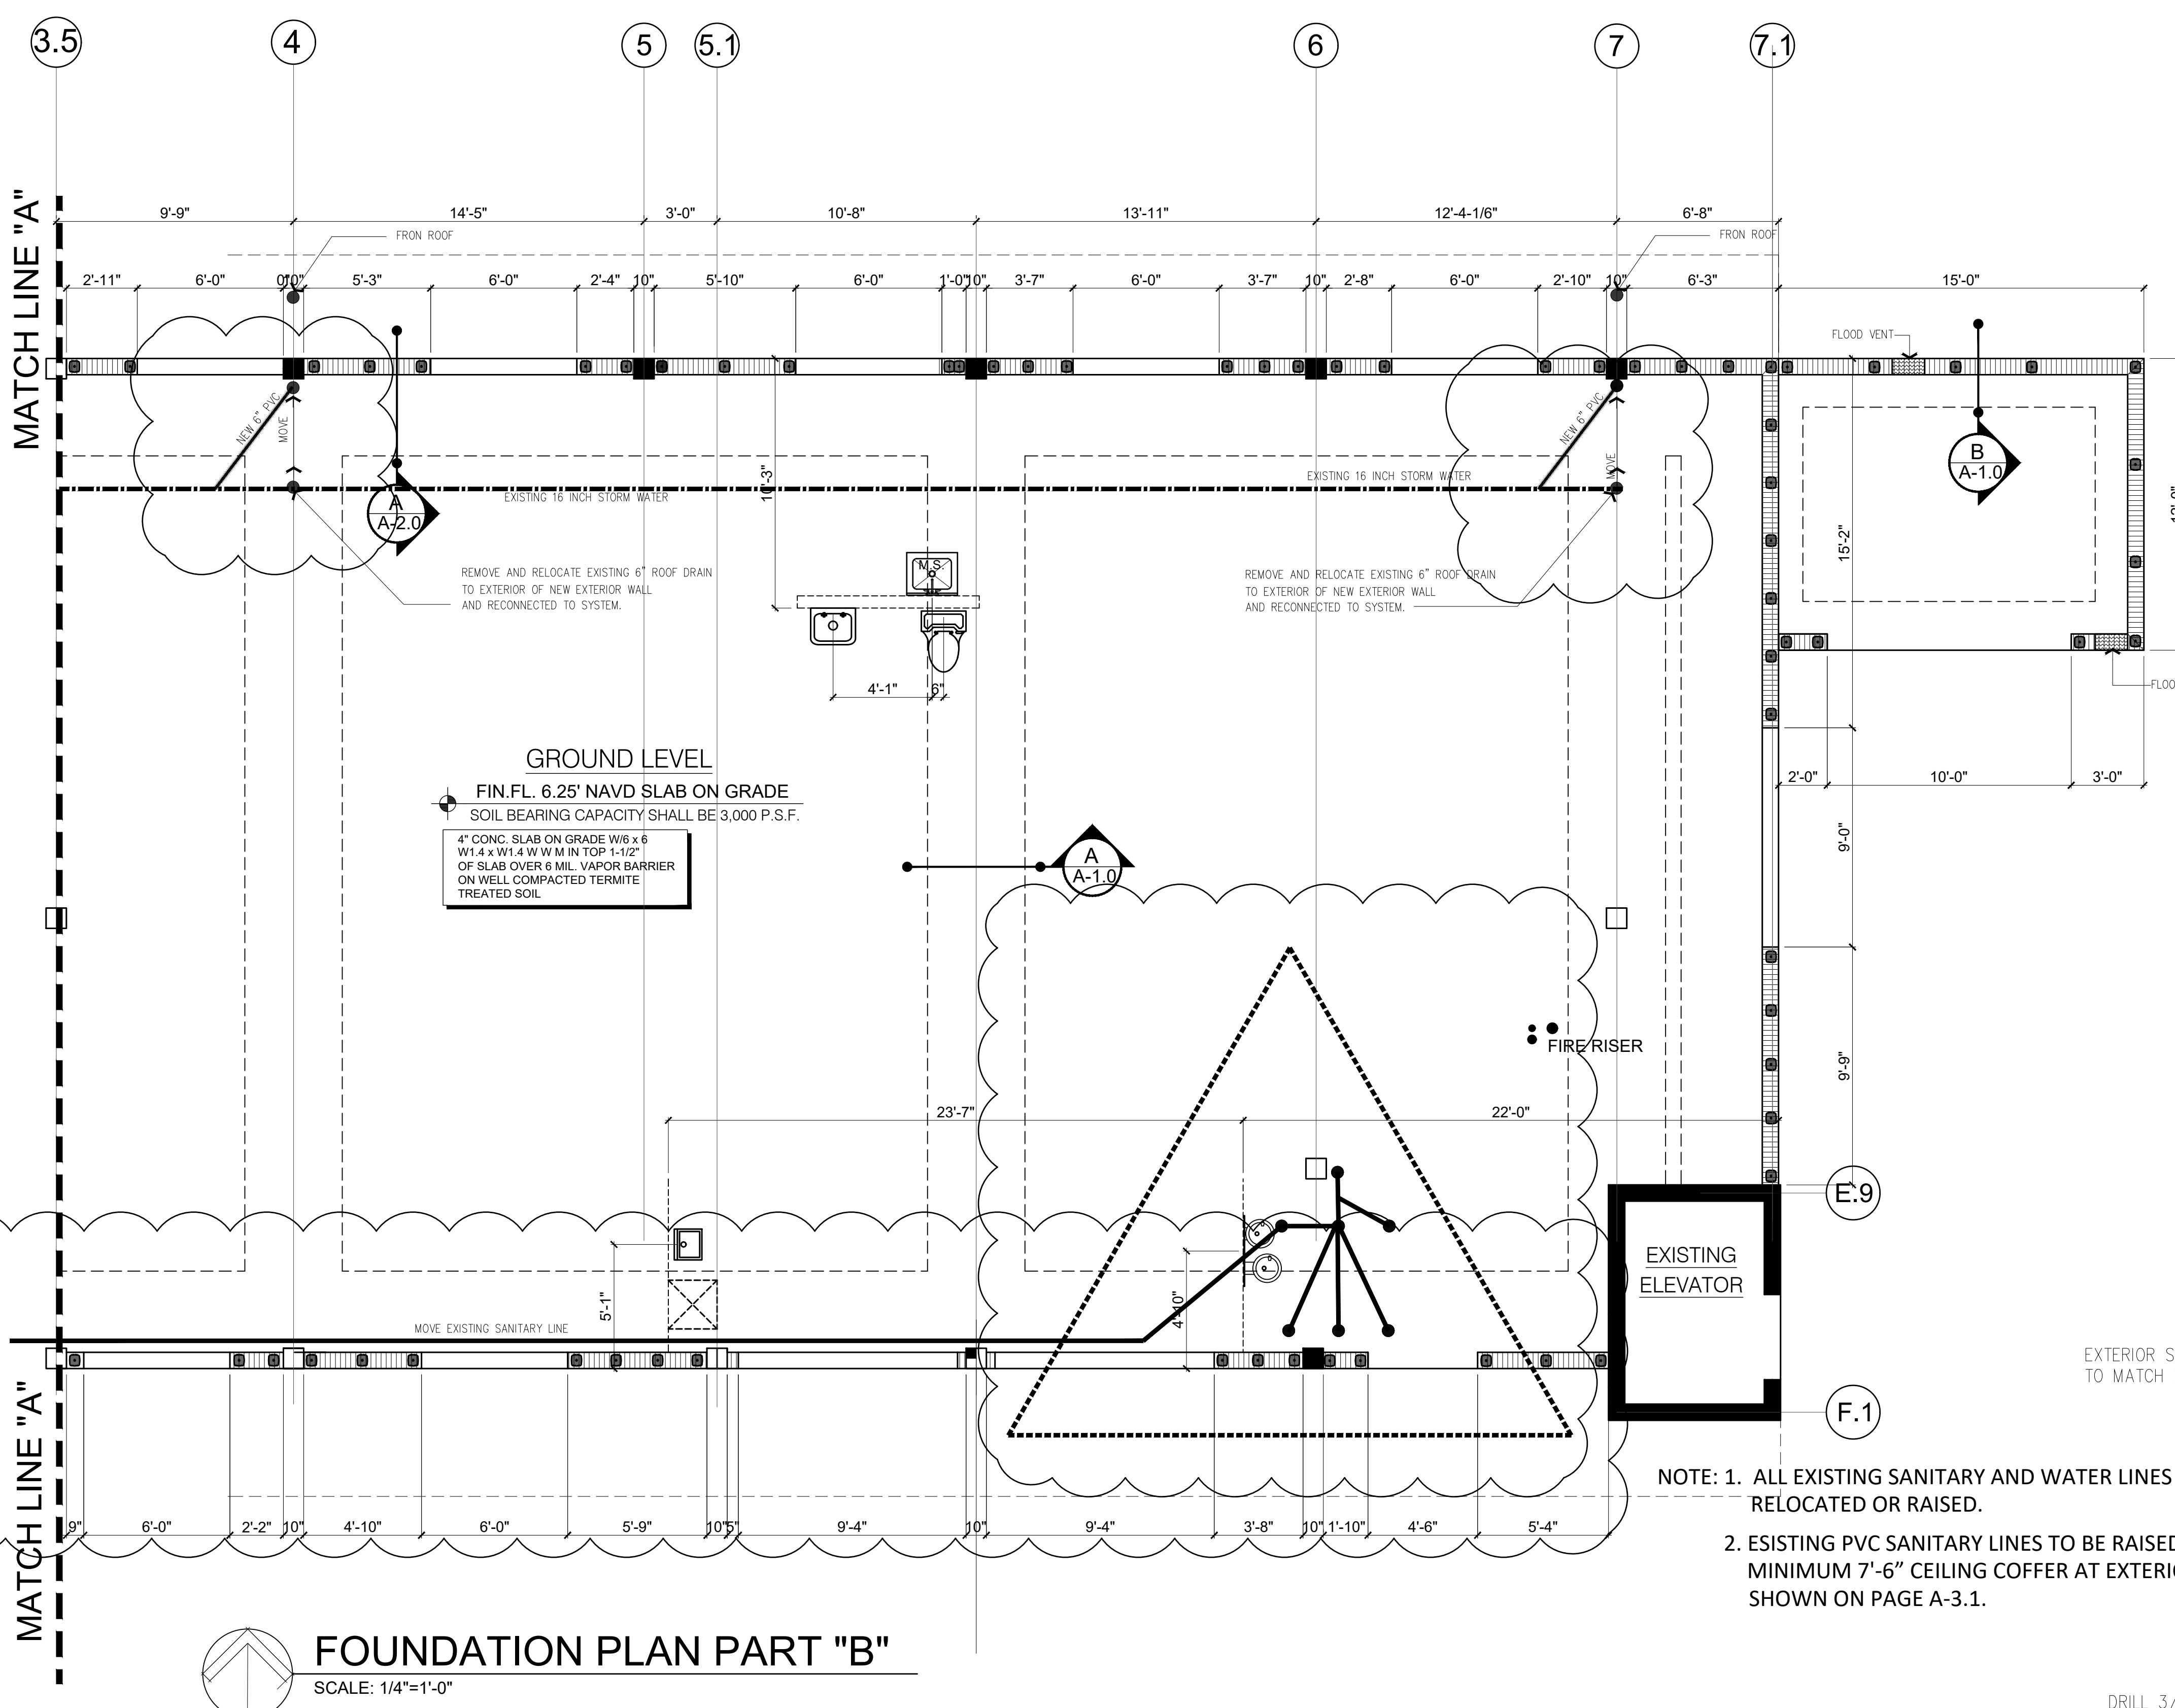 3.5
4
5
5.1
6
7
7.1
MATCH LINE "A"
9'-9"
14'-5"
3'-0"
10'-8"
13'-11"
12'-4-1/6"
6'-8"
FRON ROOF
FRON ROOF
2'-11"
6'-0"
5'-3"
6'-0"
2'-4"
10"
5'-10"
6'-0"
1'-0"
10"
3'-7"
6'-0"
3'-7"
10"
2'-8"
6'-0"
2'-10"
10"
6'-3"
15'-0"
FLOOD VENT
NEW 6" PVC
MOVE
10'-3"
NEW 6" PVC
MOVE
B
A-1.0
EXISTING 16 INCH STORM WATER
EXISTING 16 INCH STORM WATER
A
A-2.0
15'-2"
REMOVE AND RELOCATE EXISTING 6" ROOF DRAIN
TO EXTERIOR OF NEW EXTERIOR WALL
AND RECONNECTED TO SYSTEM.
M.S.
REMOVE AND RELOCATE EXISTING 6" ROOF DRAIN
TO EXTERIOR OF NEW EXTERIOR WALL
AND RECONNECTED TO SYSTEM.
4'-1"
6"
GROUND LEVEL
FIN.FL. 6.25' NAVD SLAB ON GRADE
SOIL BEARING CAPACITY SHALL BE 3,000 P.S.F.
4" CONC. SLAB ON GRADE W/6 x 6
W1.4 x W1.4 W W M IN TOP 1-1/2"
OF SLAB OVER 6 MIL. VAPOR BARRIER
ON WELL COMPACTED TERMITE
TREATED SOIL
2'-0"
10'-0"
3'-0"
9'-0"
A
A-1.0
FIRE RISER
9'-9"
23'-7"
22'-0"
E.9
EXISTING
ELEVATOR
5'-1"
4'-10"
MOVE EXISTING SANITARY LINE
EXTERIOR
TO MATCH
F.1
MATCH LINE "A"
NOTE: 1. ALL EXISTING SANITARY AND WATER LINES
RELOCATED OR RAISED.
2. ESISTING PVC SANITARY LINES TO BE RAISED
MINIMUM 7'-6” CEILING COFFER AT
SHOWN ON PAGE A-3.1.
9"
6'-0"
2'-2"
10"
4'-10"
6'-0"
5'-9"
10"
5"
9'-4"
10"
9'-4"
3'-8"
10"
1'-10"
4'-6"
5'-4"
FOUNDATION PLAN PART "B"
SCALE: 1/4"=1'-0"
DRILL